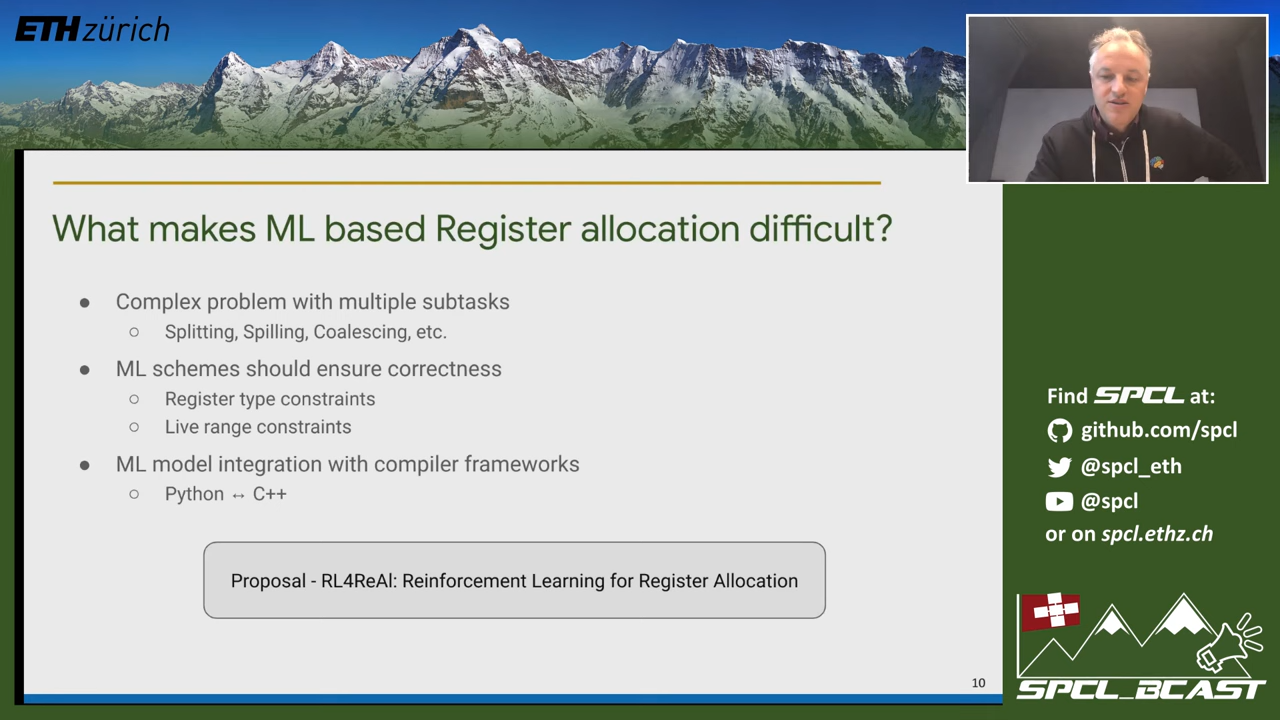 ETH zürich
What makes ML based Register allocation difficult?
● Complex problem with multiple subtasks
○ Splitting, Spilling, Coalescing, etc.
● ML schemes should ensure correctness
○ Register type constraints
○ Live range constraints
● ML model integration with compiler frameworks
○ Python ↔ C++
Proposal - RL4ReAl: Reinforcement Learning for Register Allocation
10
Find SPCL at:
github.com/spcl
@spcl_eth
@spcl
or on spcl.ethz.ch
SPCL_BCAST